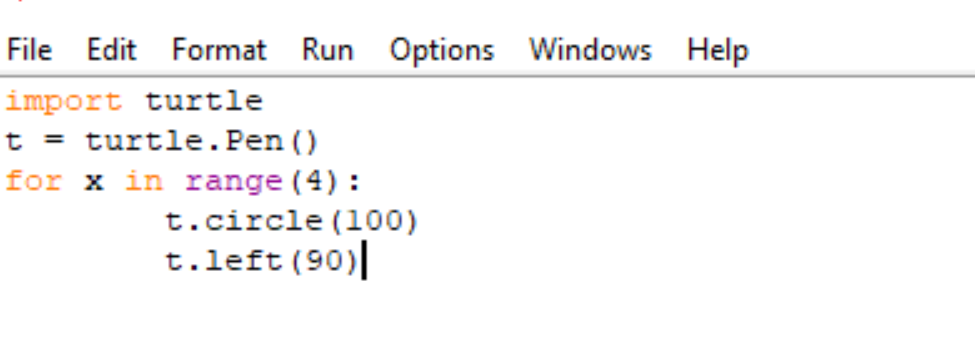 File Edit Format Run Options Windows Help
import turtle
t = turtle.Pen()
for x in range(4):
        t.circle(100)
        t.left(90)